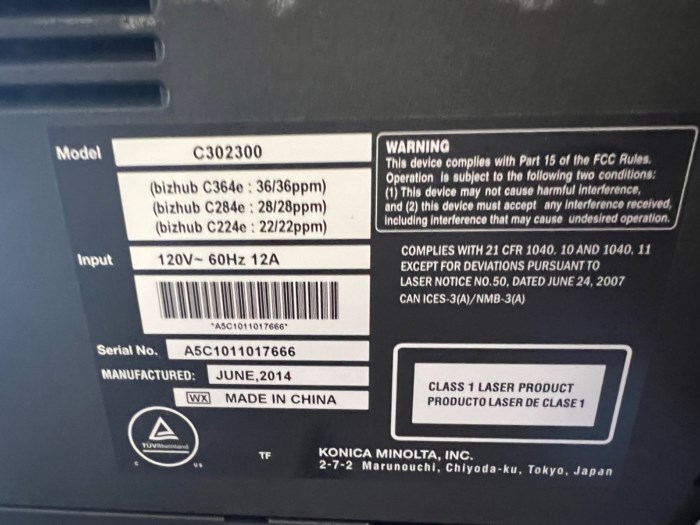 Model C302300
(bizhub C364e : 36/36ppm)
(bizhub C284e : 28/28ppm)
(bizhub C224e : 22/22ppm)
Input 120V~ 60Hz 12A
*A5C1011017666*
Serial No. A5C1011017666
MANUFACTURED: JUNE,2014
WX MADE IN CHINA
TÜVRheinland
C US
TF
WARNING
This device complies with Part 15 of the FCC Rules.
Operation is subject to the following two conditions:
(1) This device may not cause harmful interference,
and (2) this device must accept any interference received,
including interference that may cause undesired operation.
COMPLIES WITH 21 CFR 1040. 10 AND 1040. 11
EXCEPT FOR DEVIATIONS PURSUANT TO
LASER NOTICE NO.50, DATED JUNE 24, 2007
CAN ICES-3(A)/NMB-3(A)
CLASS 1 LASER PRODUCT
PRODUCTO LASER DE CLASE 1
KONICA MINOLTA, INC.
2-7-2 Marunouchi, Chiyoda-ku, Tokyo, Japan